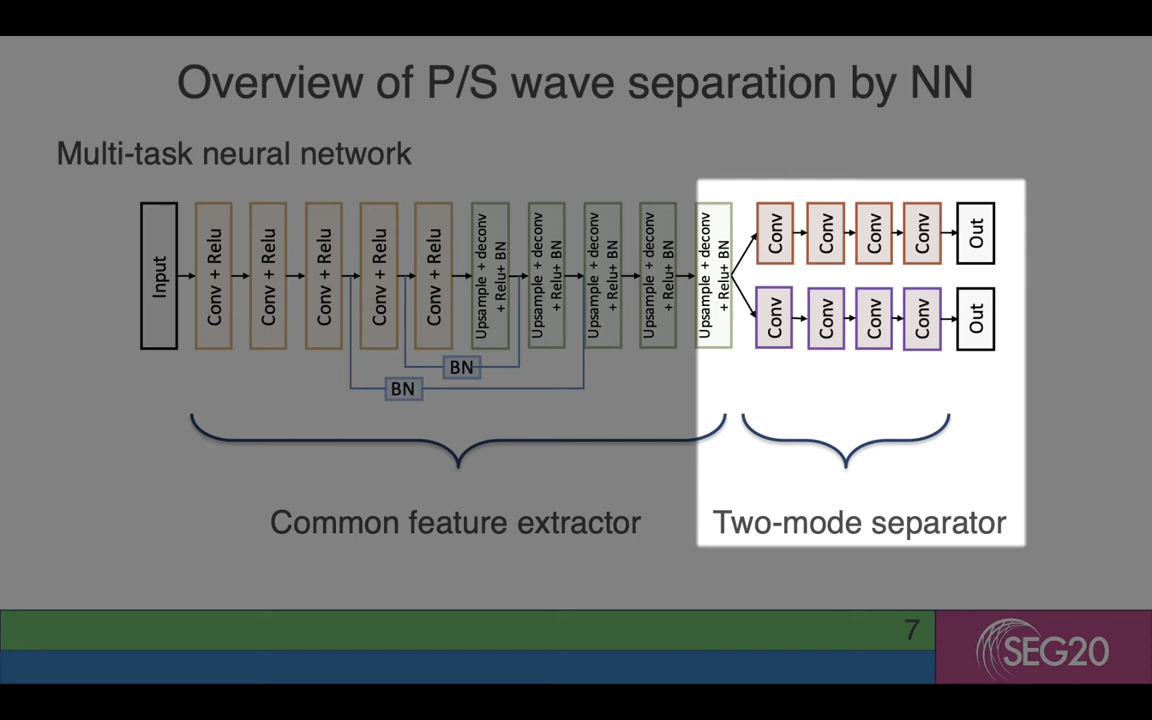 Overview of P/S wave separation by NN
Multi-task neural network
Input
Conv + Relu
Conv + Relu
Conv + Relu
Conv + Relu
Conv + Relu
Upsample + deconv
+ Relu+ BN
Upsample + deconv
+ Relu+ BN
Upsample + deconv
+ Relu+ BN
Upsample + deconv
+ Relu+ BN
Upsample + deconv
+ Relu+ BN
Conv
Conv
Conv
Conv
Out
Conv
Conv
Conv
Conv
Out
BN
BN
Common feature extractor
Two-mode separator
7
SEG20